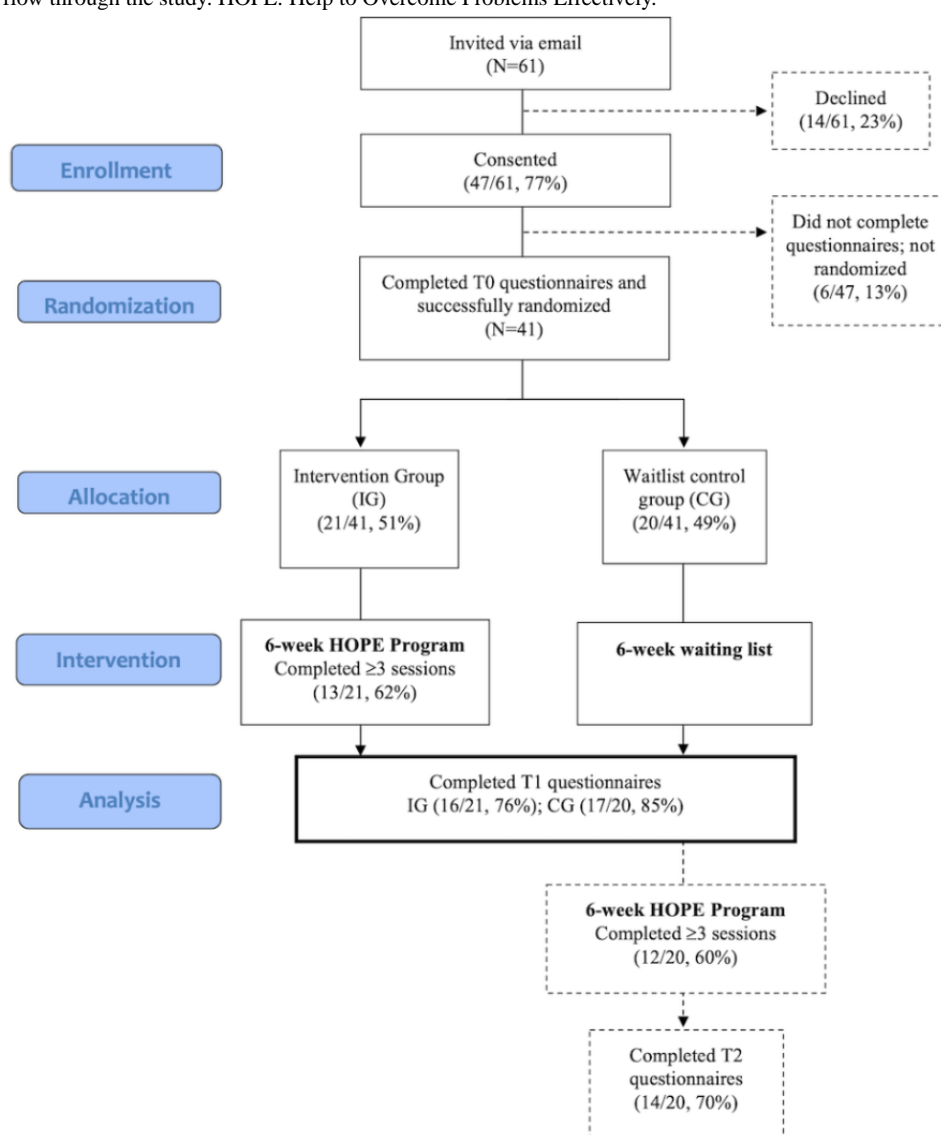 flow through the study. HOPE: Help to Overcome Problems Effectively.
Invited via email
(N=61)
Declined
(14/61, 23%)
Enrollment
Consented
(47/61, 77%)
Did not complete
questionnaires; not
randomized
(6/47, 13%)
Randomization
Completed T0 questionnaires and
successfully randomized
(N=41)
Allocation
Intervention Group
(IG)
(21/41, 51%)
Waitlist control
group (CG)
(20/41, 49%)
Intervention
6-week HOPE Program
Completed ≥3 sessions
(13/21, 62%)
6-week waiting list
Analysis
Completed T1 questionnaires
IG (16/21, 76%); CG (17/20, 85%)
6-week HOPE Program
Completed ≥3 sessions
(12/20, 60%)
Completed T2
questionnaires
(14/20, 70%)